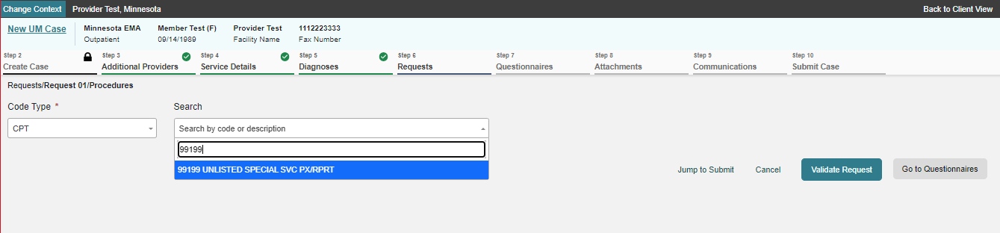 Change Context Provider Test, Minnesota Back to Client View
New UM Case Minnesota EMA Member Test (F) Provider Test 1112223333
Outpatient 09/14/1989 Facility Name Fax Number
Step 2 Step 3 Step 4 Step 5 Step 6 Step 7 Step 8 Step 9 Step 10
Create Case Additional Providers Service Details Diagnoses Requests Questionnaires Attachments Communications Submit Case
Requests/Request 01/Procedures
Code Type * Search
CPT Search by code or description
99199
99199 UNLISTED SPECIAL SVC PX/RPRT
Jump to Submit Cancel Validate Request Go to Questionnaires